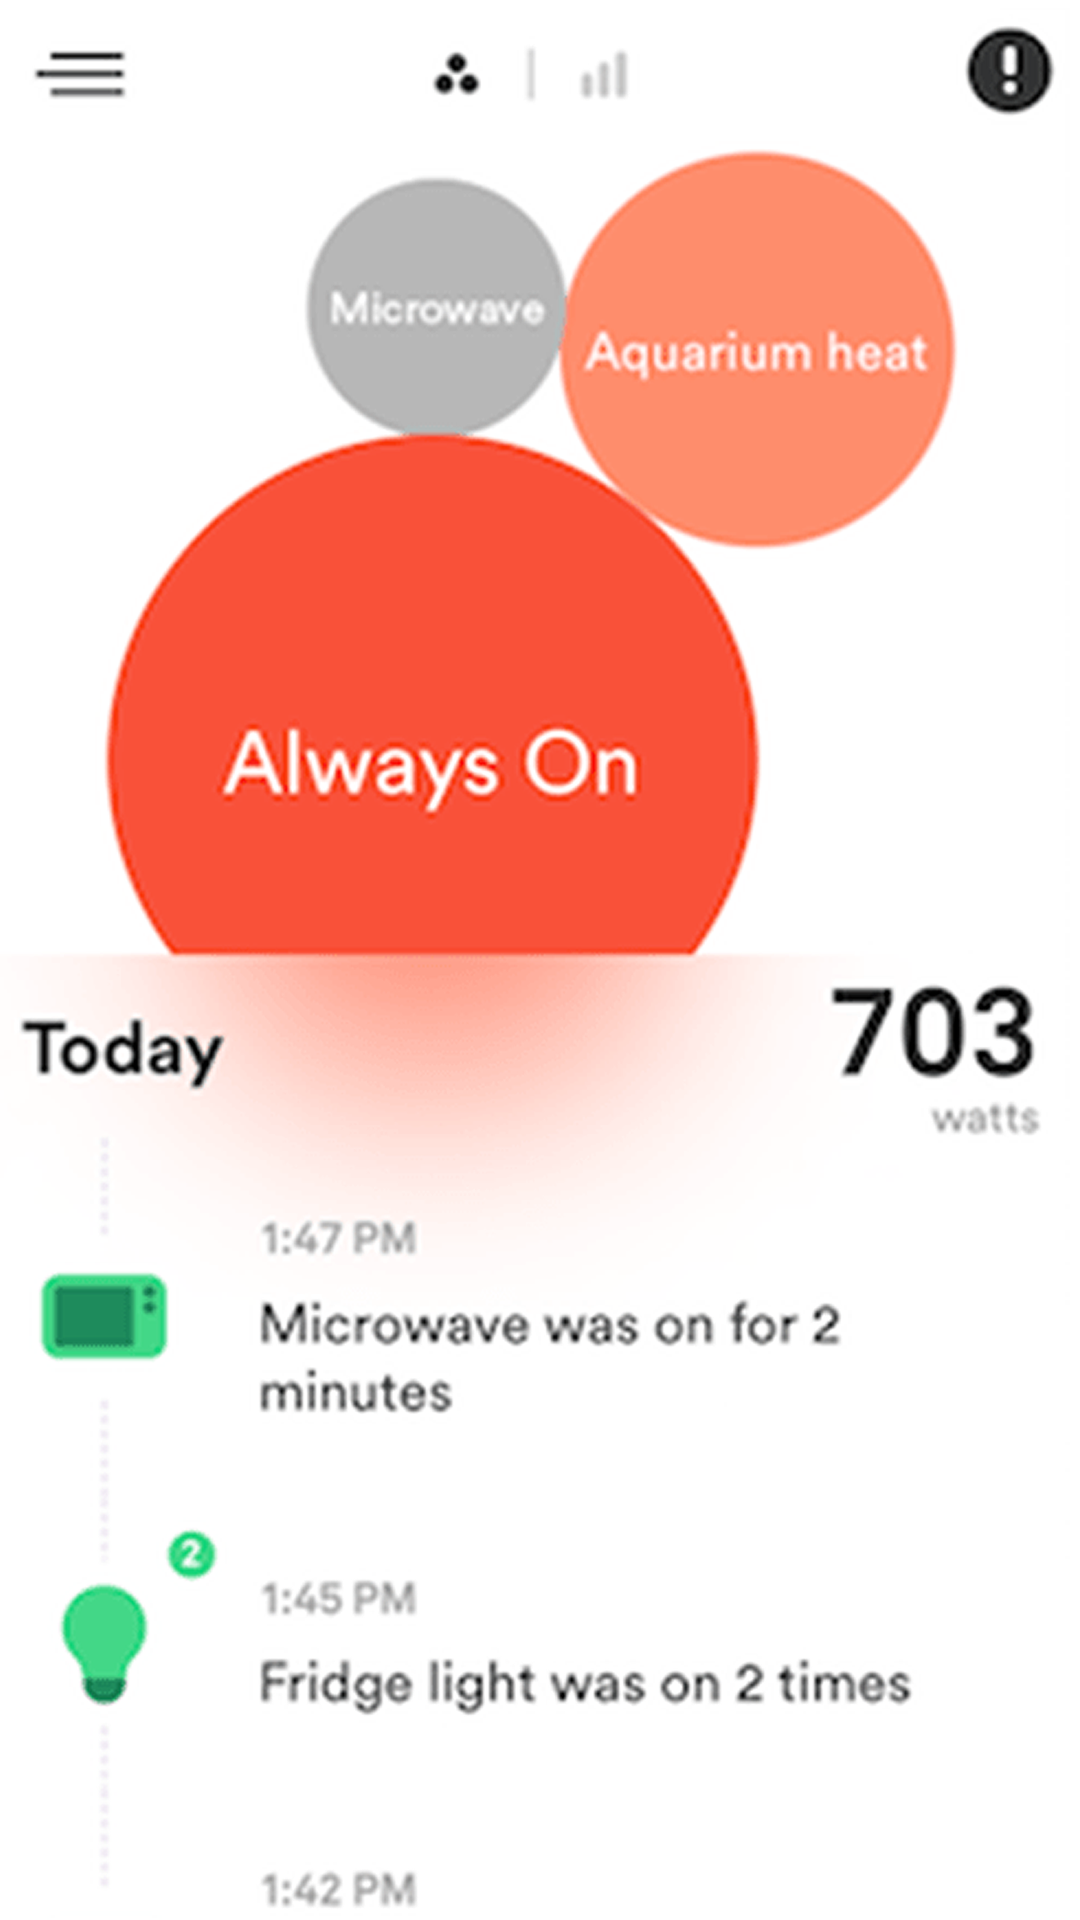 Microwave
Aquarium heat
Always On
Today
703
watts
1:47 PM
Microwave was on for 2
minutes
2
1:45 PM
Fridge light was on 2 times
1:42 PM